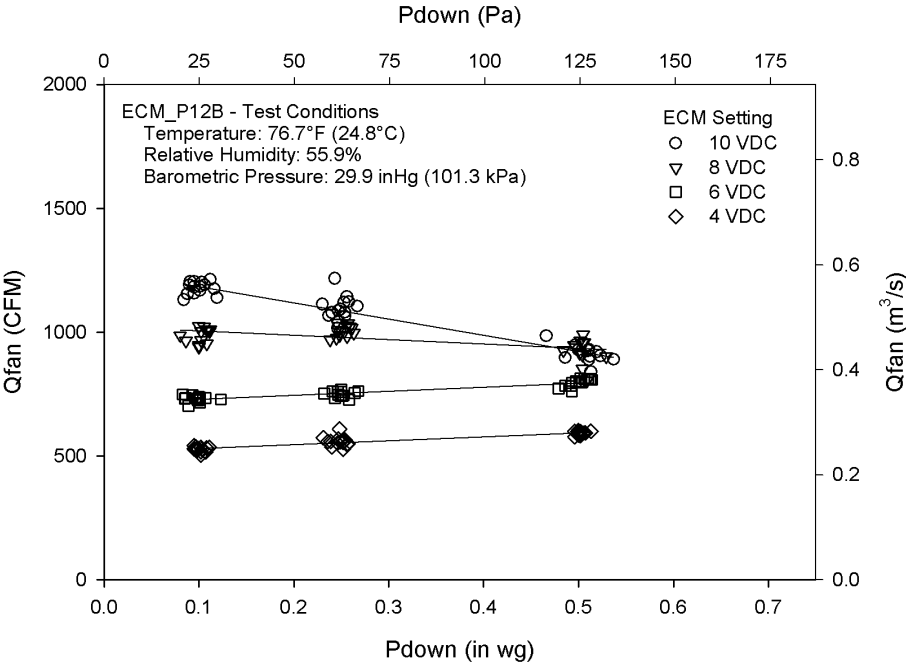 Pdown (Pa)
0 25 50 75 100 125 150 175
2000
1500
1000
500
0
Qfan (CFM)
ECM_P12B - Test Conditions
Temperature: 76.7°F (24.8°C)
Relative Humidity: 55.9%
Barometric Pressure: 29.9 inHg (101.3 kPa)
ECM Setting
10 VDC
8 VDC
6 VDC
4 VDC
0.8
0.6
0.4
0.2
0.0
Qfan (m³/s)
0.0 0.1 0.2 0.3 0.4 0.5 0.6 0.7
Pdown (in wg)